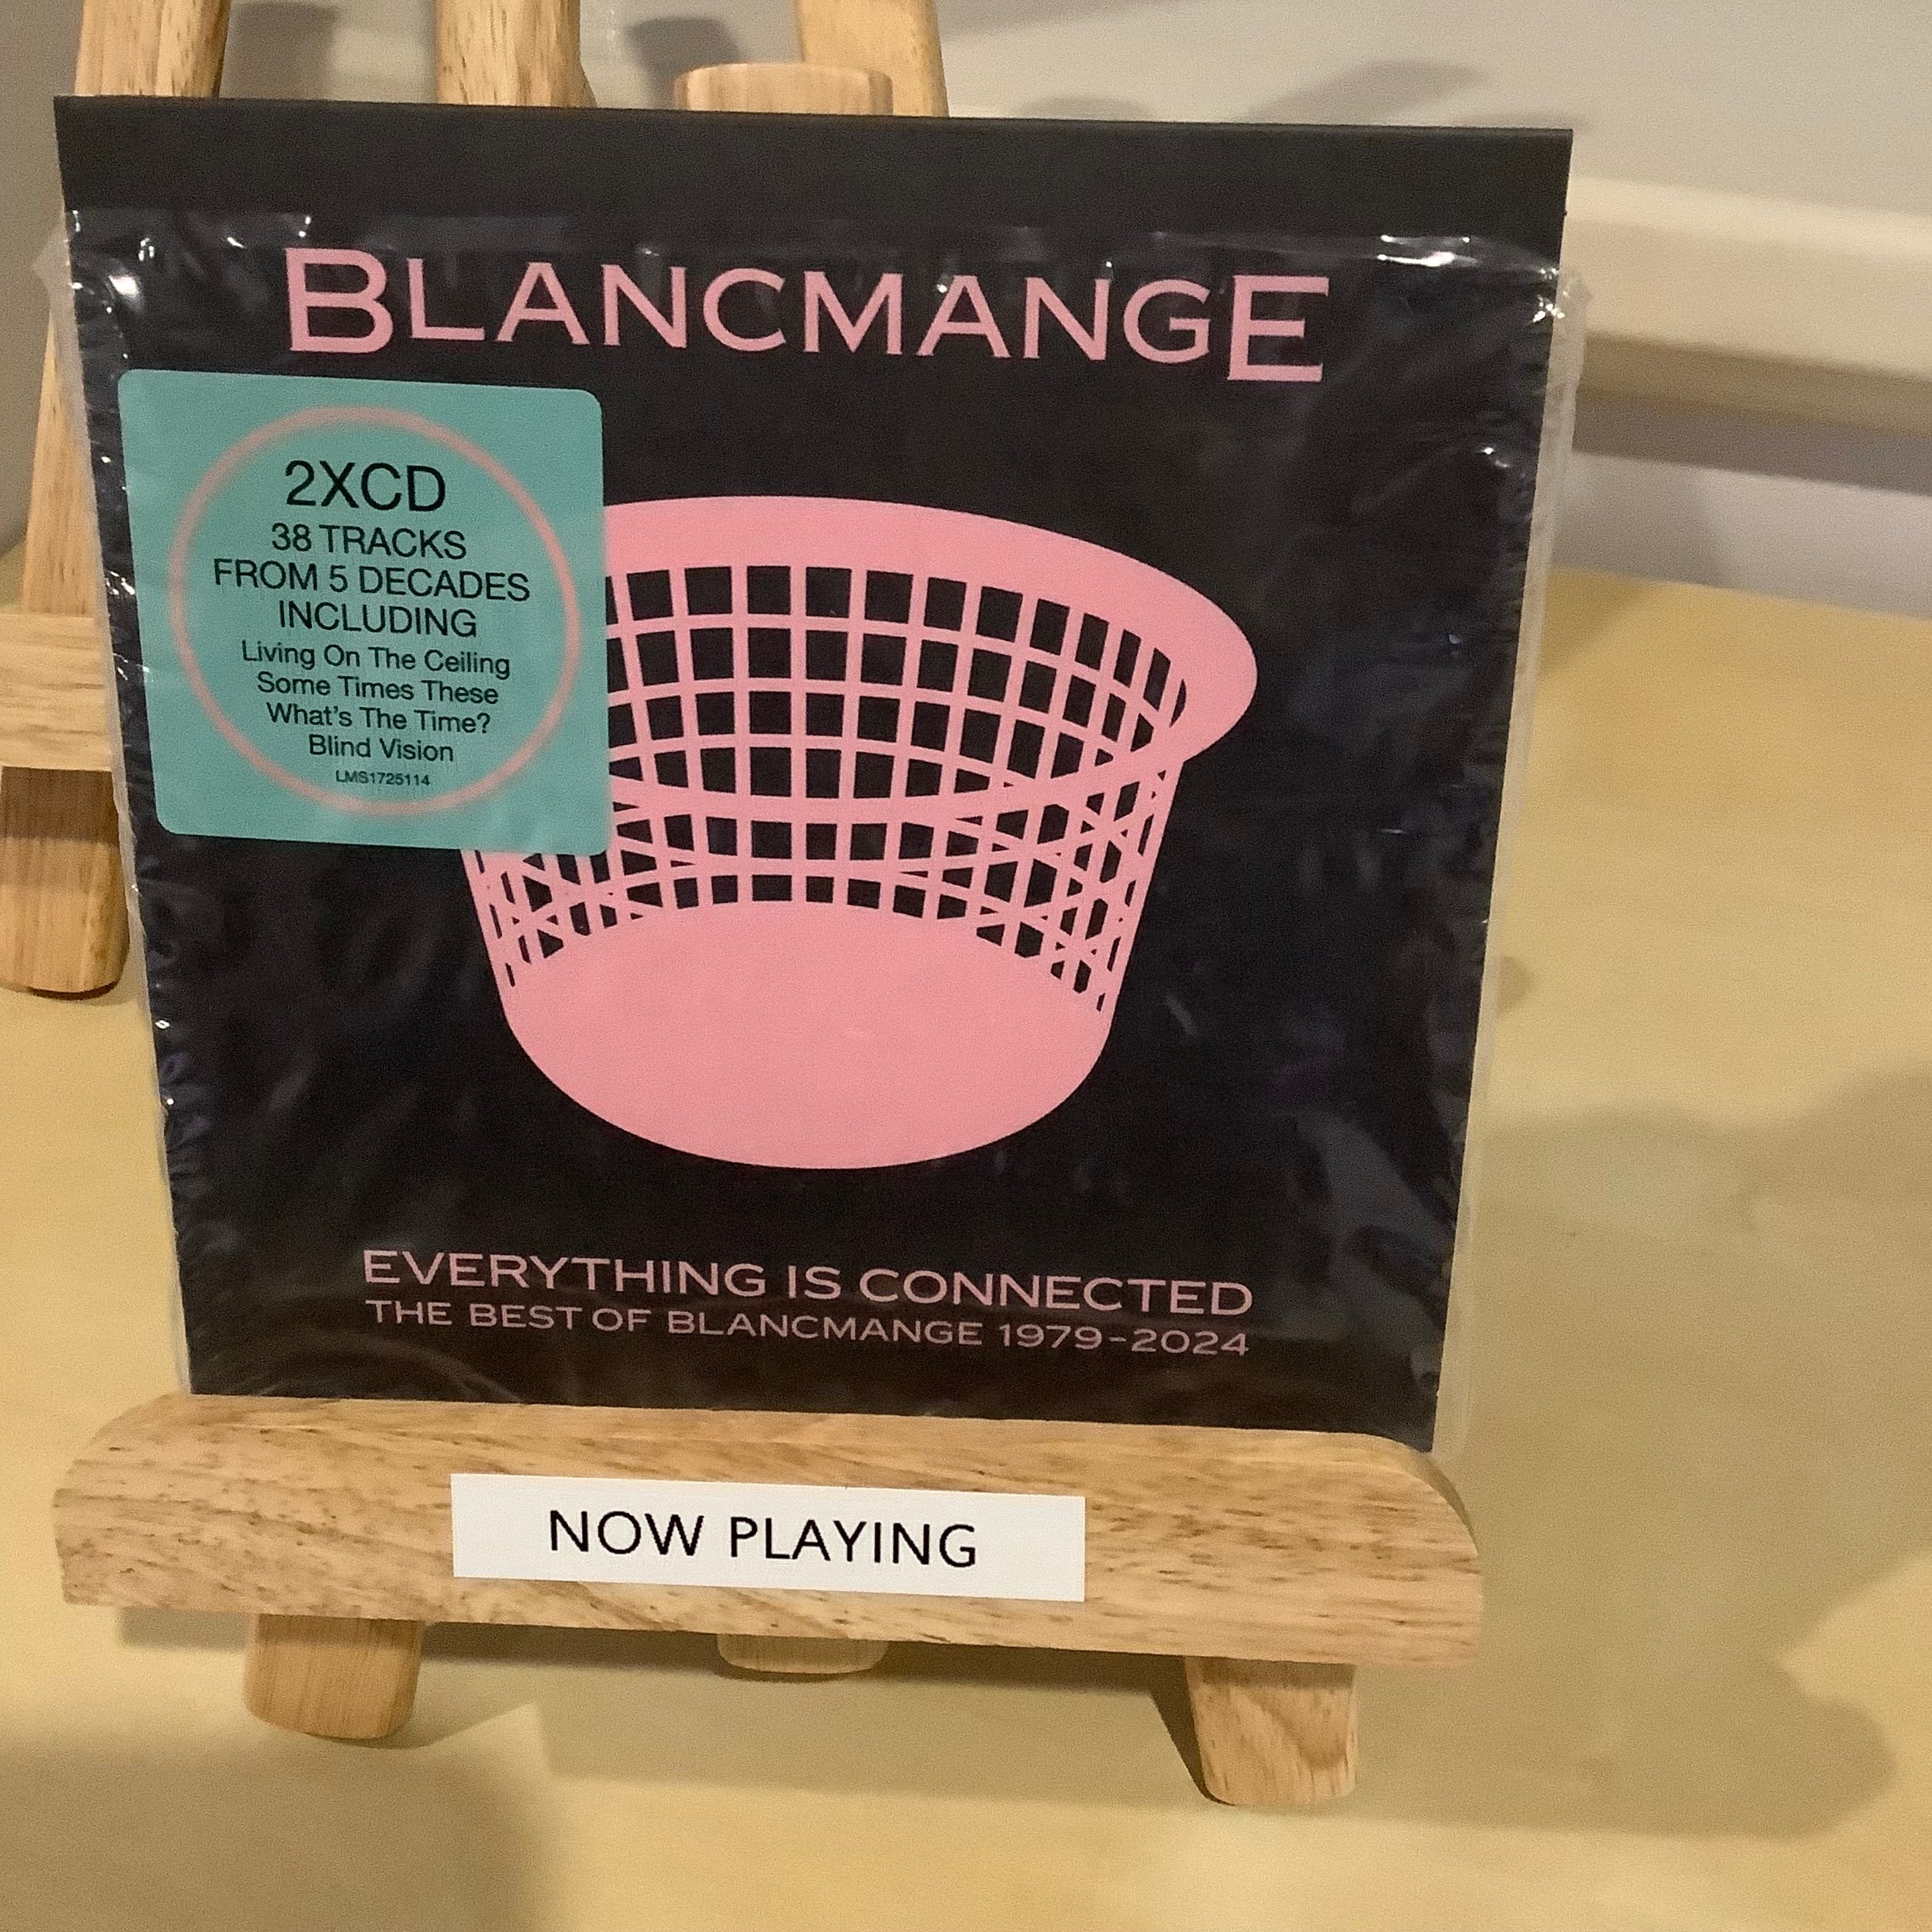 BLANCMANGE
2XCD
38 TRACKS
FROM 5 DECADES
INCLUDING
Living On The Ceiling
Some Times These
What's The Time?
Blind Vision
LMS1725114
EVERYTHING IS CONNECTED
THE BEST OF BLANCMANGE 1979-2024
NOW PLAYING